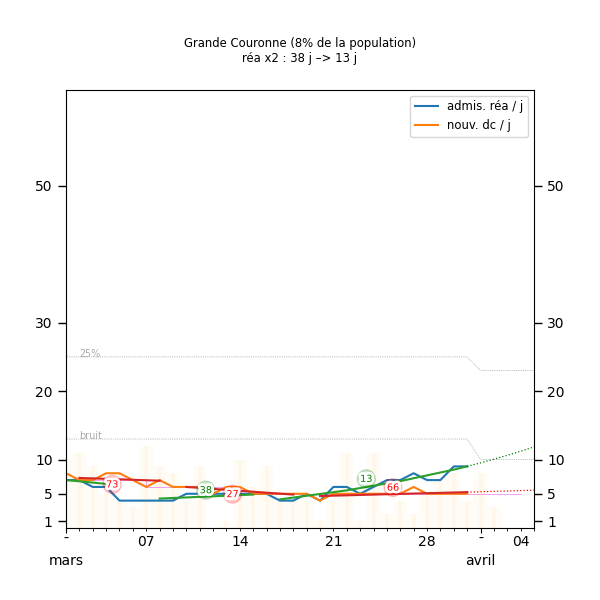 Grande Couronne (8% de la population)
réa x2 : 38 j –> 13 j
admis. réa / j
nouv. dc / j
50 50
30 30
25%
20 20
bruit
10 10
5 5
1 1
73
38
27
13
66
- 07 14 21 28 - 04
mars avril